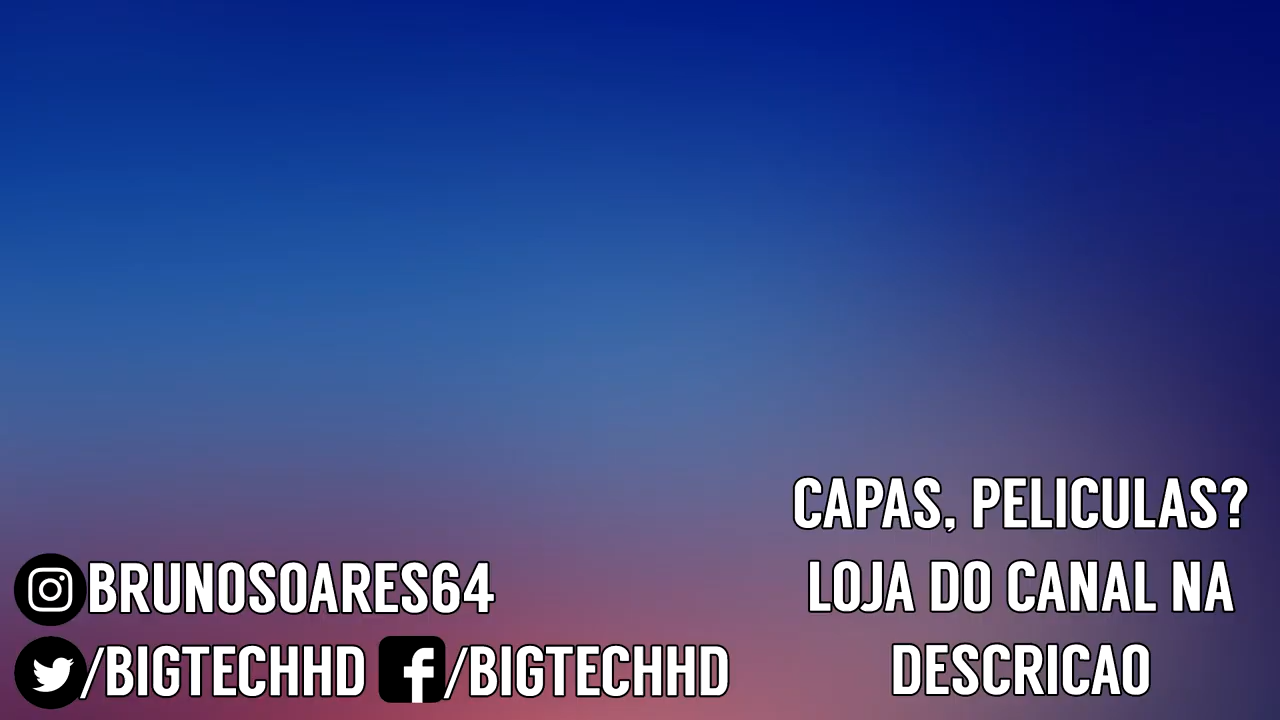 CAPAS, PELICULAS?
LOJA DO CANAL NA
DESCRICAO
BRUNOSOARES64
/BIGTECHHD /BIGTECHHD